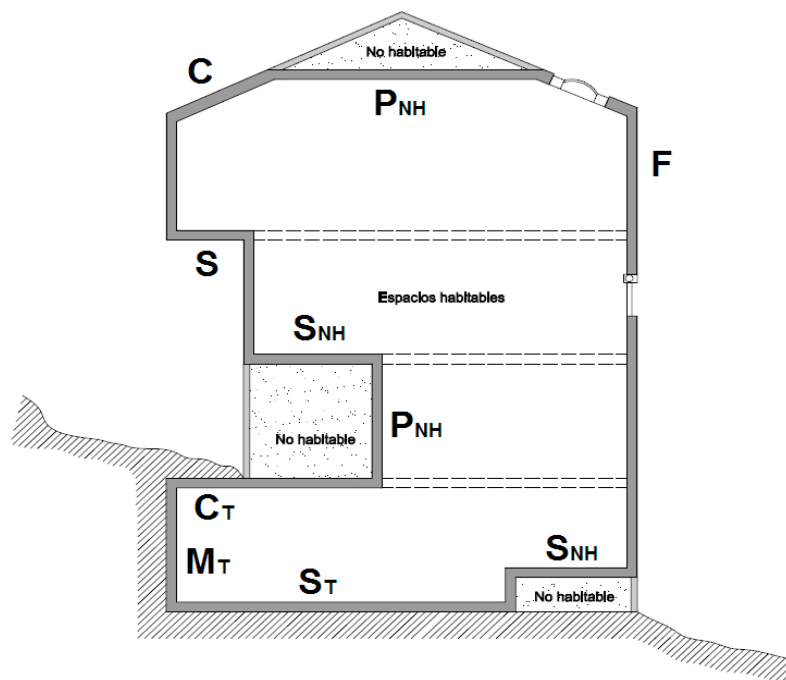 No habitable
C
PNH
F
S
Espacios habitables
SNH
PNH
No habitable
CT
SNH
MT
ST
No habitable